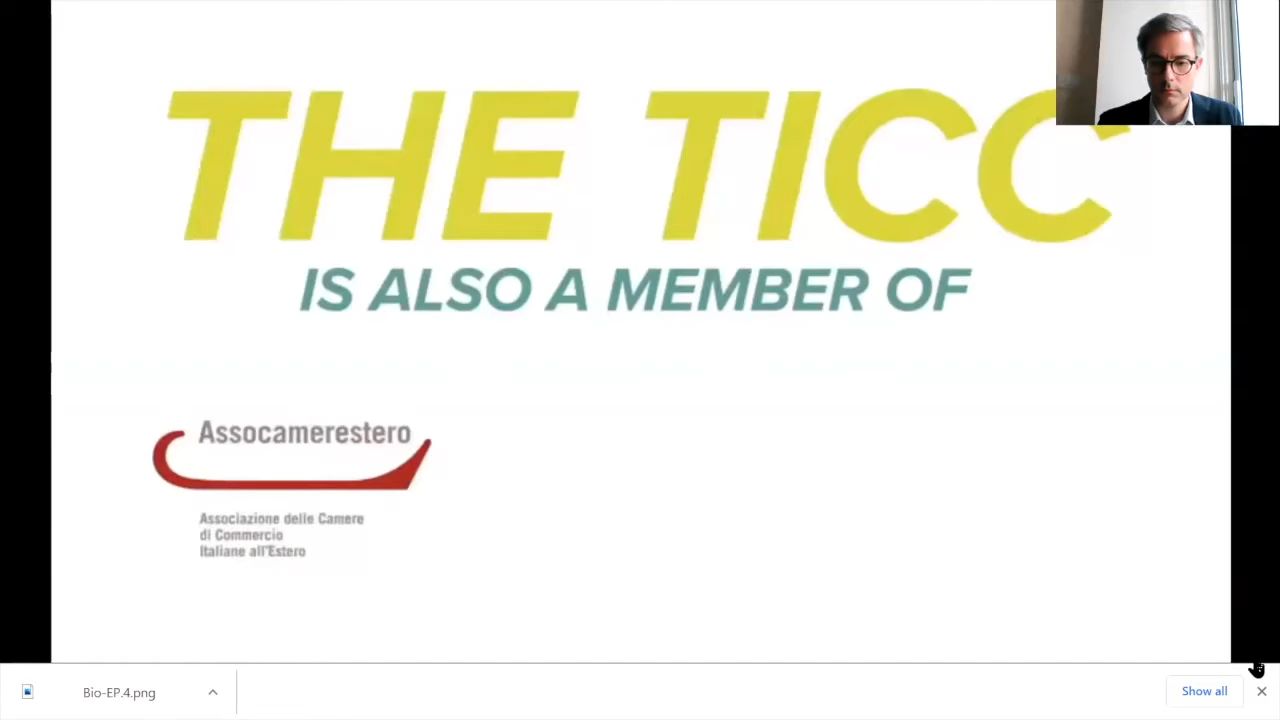 THE TICC
IS ALSO A MEMBER OF
Assocamerestero
Associazione delle Camere
di Commercio
Italiane all'Estero
Bio-EP.4.png
Show all